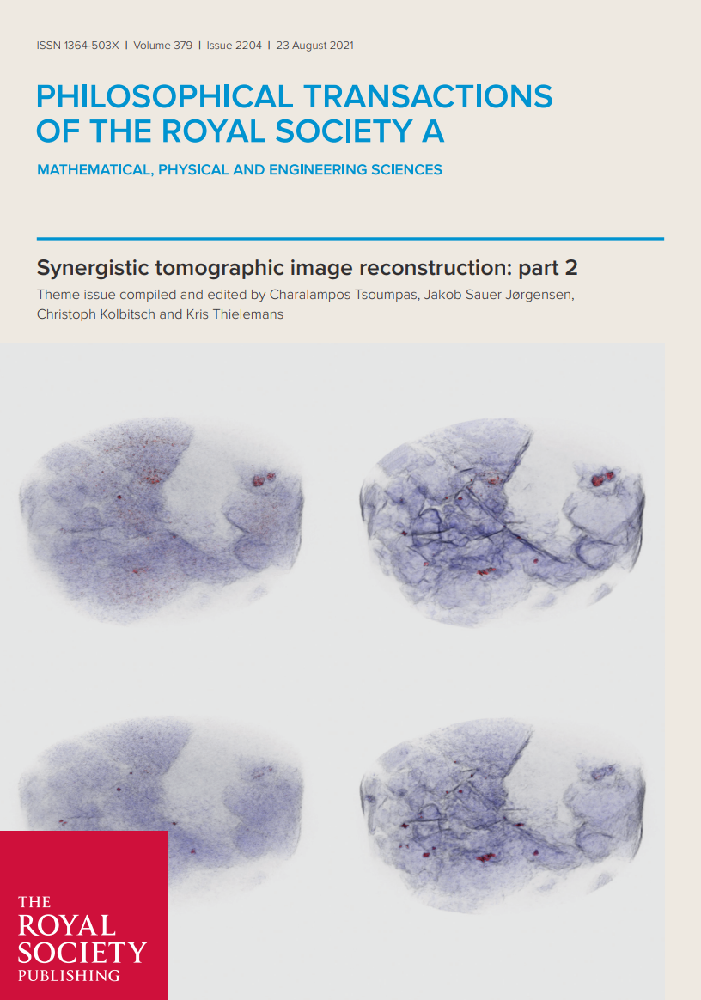 ISSN 1364-503X | Volume 379 | Issue 2204 | 23 August 2021
PHILOSOPHICAL TRANSACTIONS
OF THE ROYAL SOCIETY A
MATHEMATICAL, PHYSICAL AND ENGINEERING SCIENCES
Synergistic tomographic image reconstruction: part 2
Theme issue compiled and edited by Charalampos Tsoumpas, Jakob Sauer Jørgensen,
Christoph Kolbitsch and Kris Thielemans
THE
ROYAL
SOCIETY
PUBLISHING